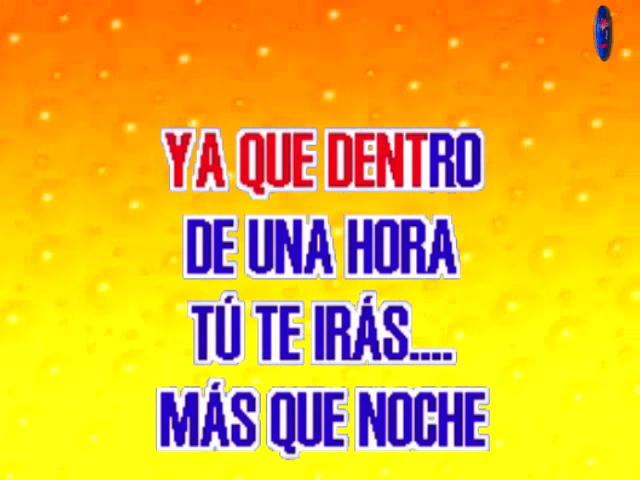 YA QUE DENTRO
DE UNA HORA
TÚ TE IRÁS....
MÁS QUE NOCHE